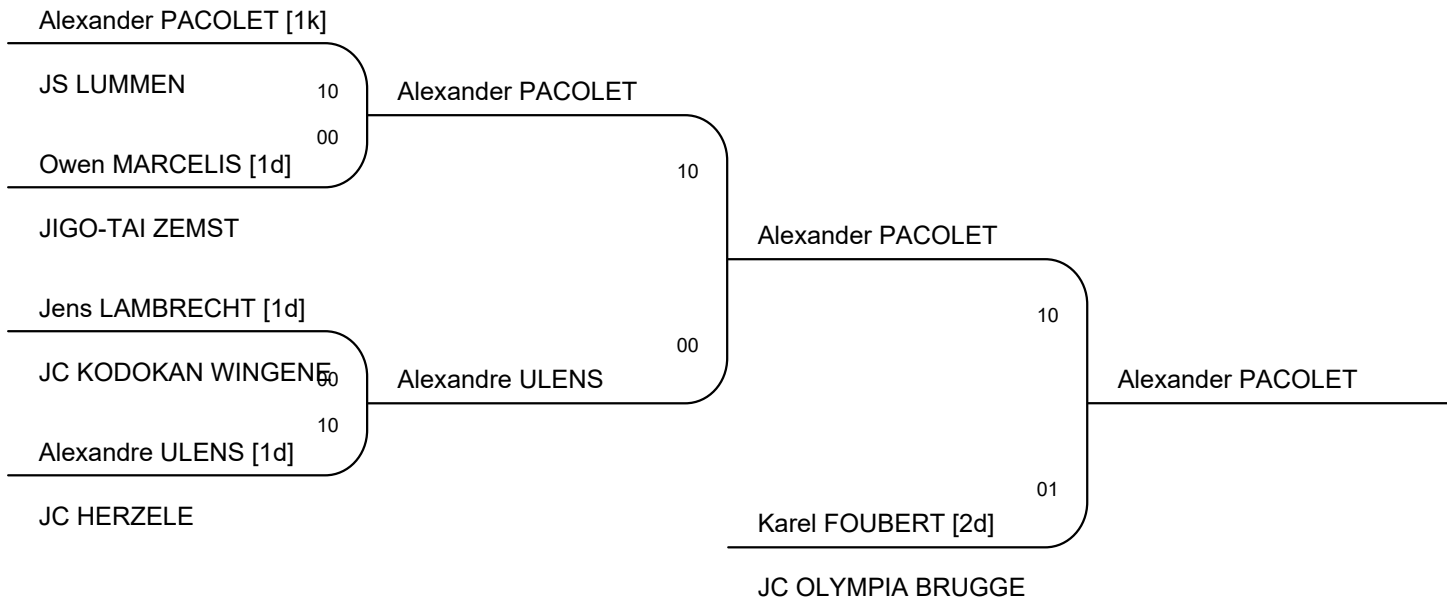 Alexander PACOLET [1k]
JS LUMMEN
10
Alexander PACOLET
00
Owen MARCELIS [1d]
10
JIGO-TAI ZEMST
Alexander PACOLET
Jens LAMBRECHT [1d]
10
00
JC KODOKAN WINGENE
00
Alexandre ULENS
Alexander PACOLET
10
Alexandre ULENS [1d]
01
JC HERZELE
Karel FOUBERT [2d]
JC OLYMPIA BRUGGE